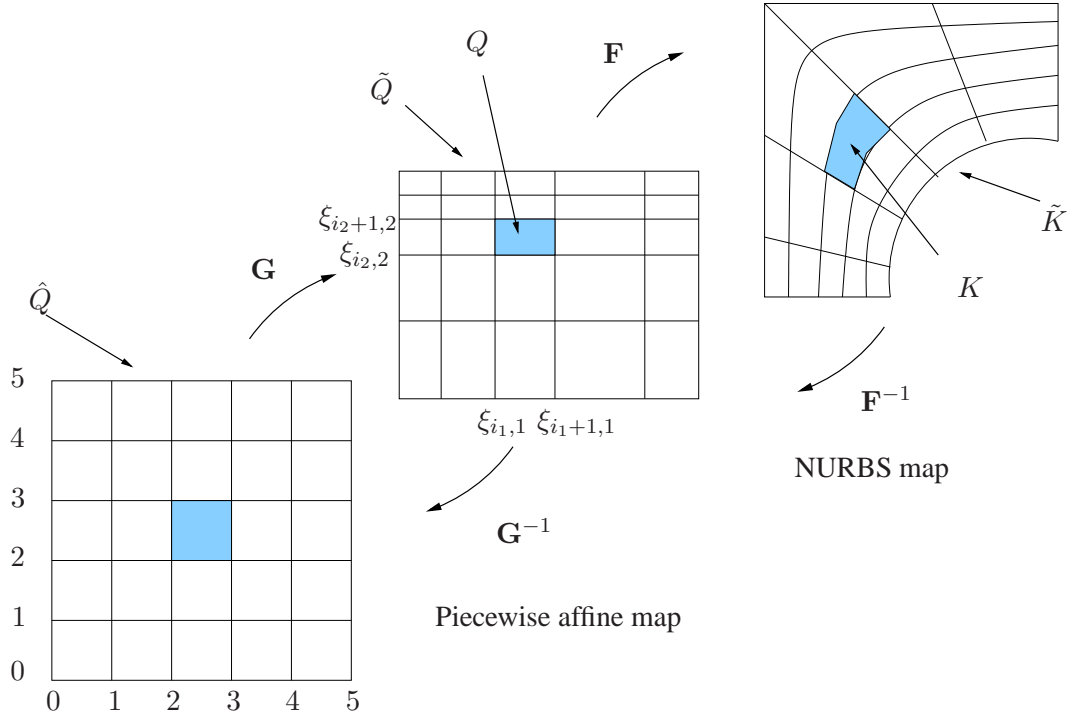 Q
F
Q̃
K̃
ξ_{i_2+1,2}
ξ_{i_2,2}
G
K
Q̂
F^{-1}
ξ_{i_1,1} ξ_{i_1+1,1}
NURBS map
G^{-1}
Piecewise affine map
5
4
3
2
1
0
0 1 2 3 4 5